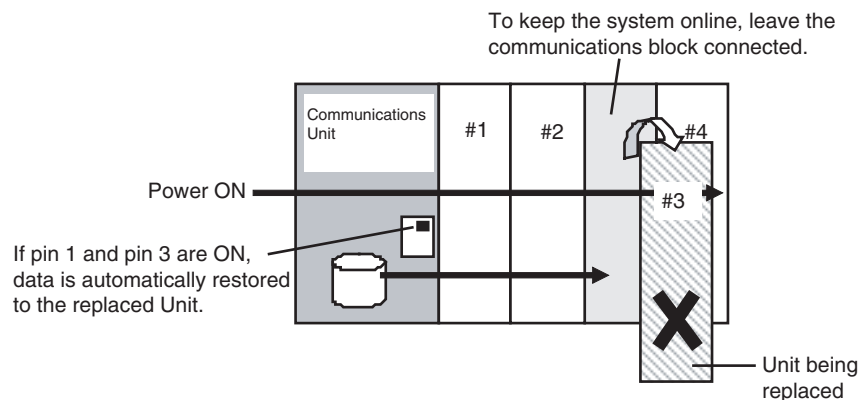 To keep the system online, leave the
communications block connected.
Communications
Unit
#1
#2
#4
Power ON
#3
If pin 1 and pin 3 are ON,
data is automatically restored
to the replaced Unit.
Unit being
replaced